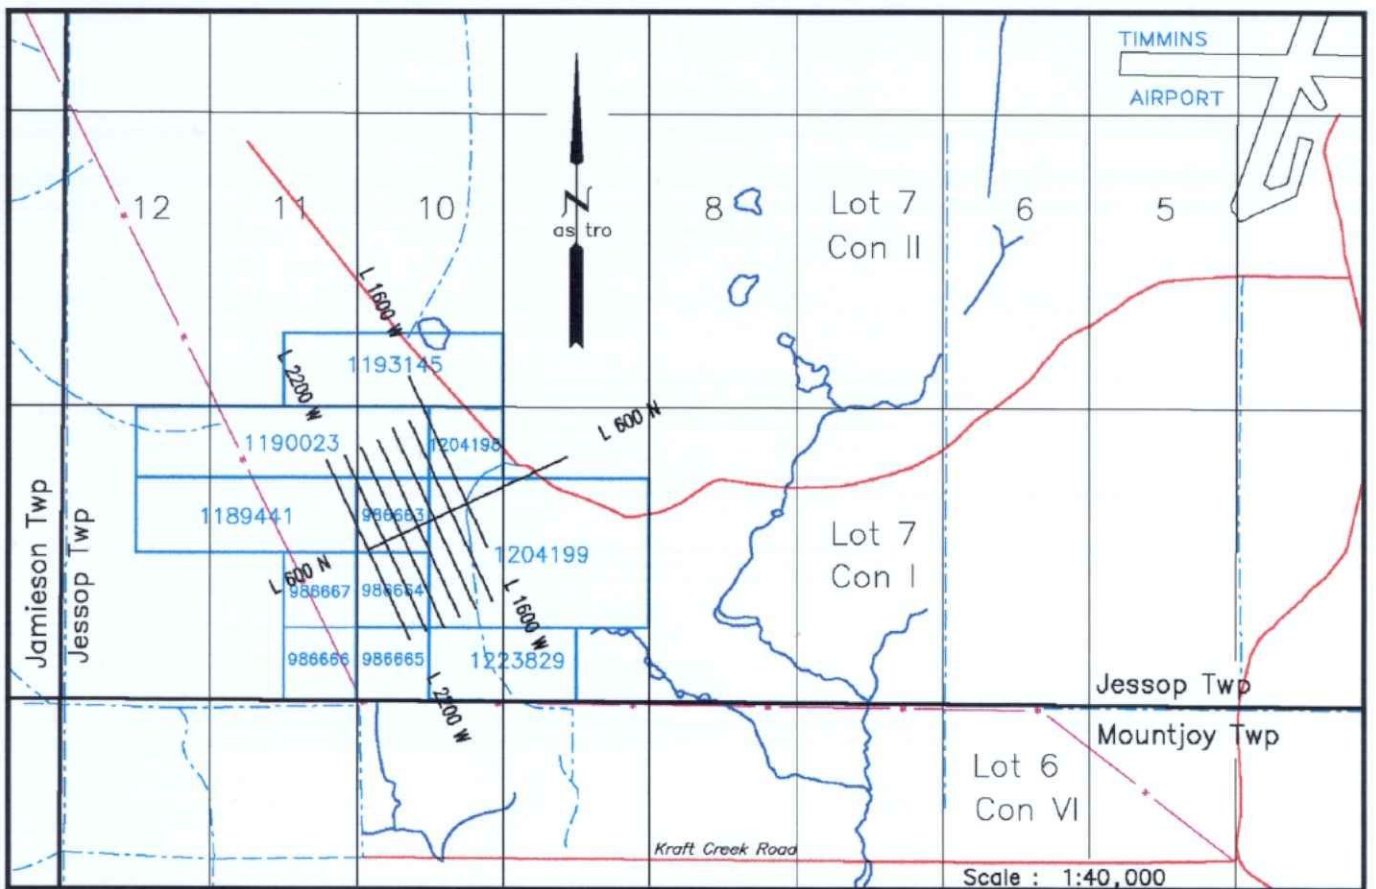 TIMMINS
AIRPORT
12
11
10
8
Lot 7
Con II
6
5
as tro
N
L 1600 W
1193145
L 2200 W
L 600 N
1190023
1204198
1189441
986663
1204199
Lot 7
Con I
L 600 N
986667
986664
L 1600 W
986666
986665
1223829
L 2200 W
Jamieson Twp
Jessop Twp
Jessop Twp
Mountjoy Twp
Lot 6
Con VI
Kraft Creek Road
Scale : 1:40,000